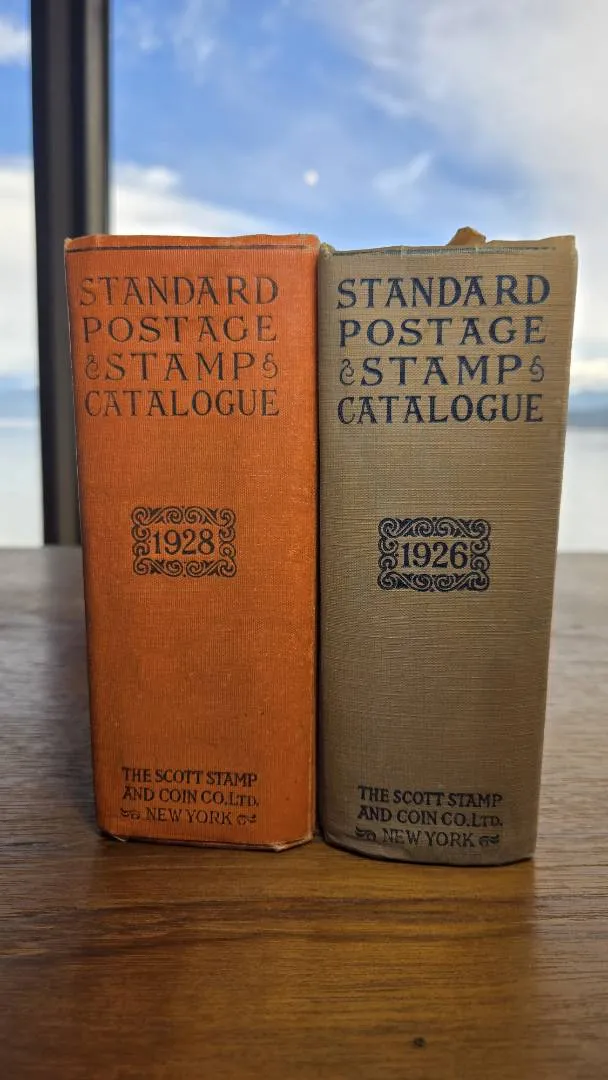 STANDARD
POSTAGE
STAMP
CATALOGUE
1928
THE SCOTT STAMP
AND COIN CO. LTD.
NEW YORK
STANDARD
POSTAGE
STAMP
CATALOGUE
1926
THE SCOTT STAMP
AND COIN CO. LTD.
NEW YORK